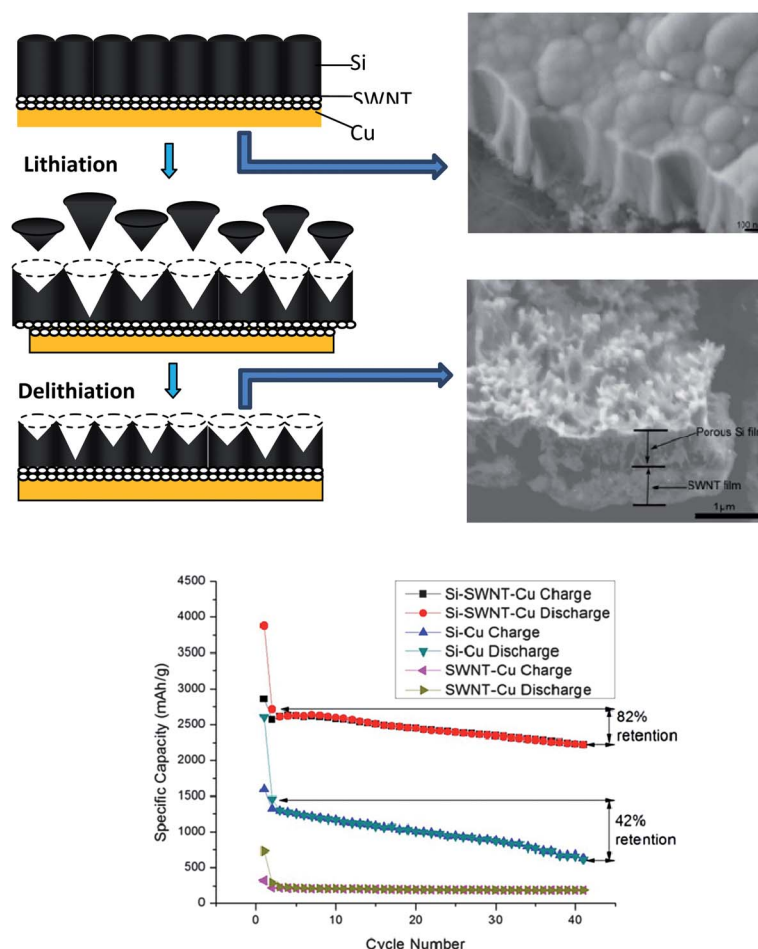 Si
SWNT
Cu
Lithiation
100 nm
Delithiation
Porous Si film
SWNT film
1µm
4500
4000
3500
3000
2500
2000
1500
1000
500
0
Specific Capacity (mAh/g)
Si-SWNT-Cu Charge
Si-SWNT-Cu Discharge
Si-Cu Charge
Si-Cu Discharge
SWNT-Cu Charge
SWNT-Cu Discharge
82%
retention
42%
retention
0
10
20
30
40
Cycle Number